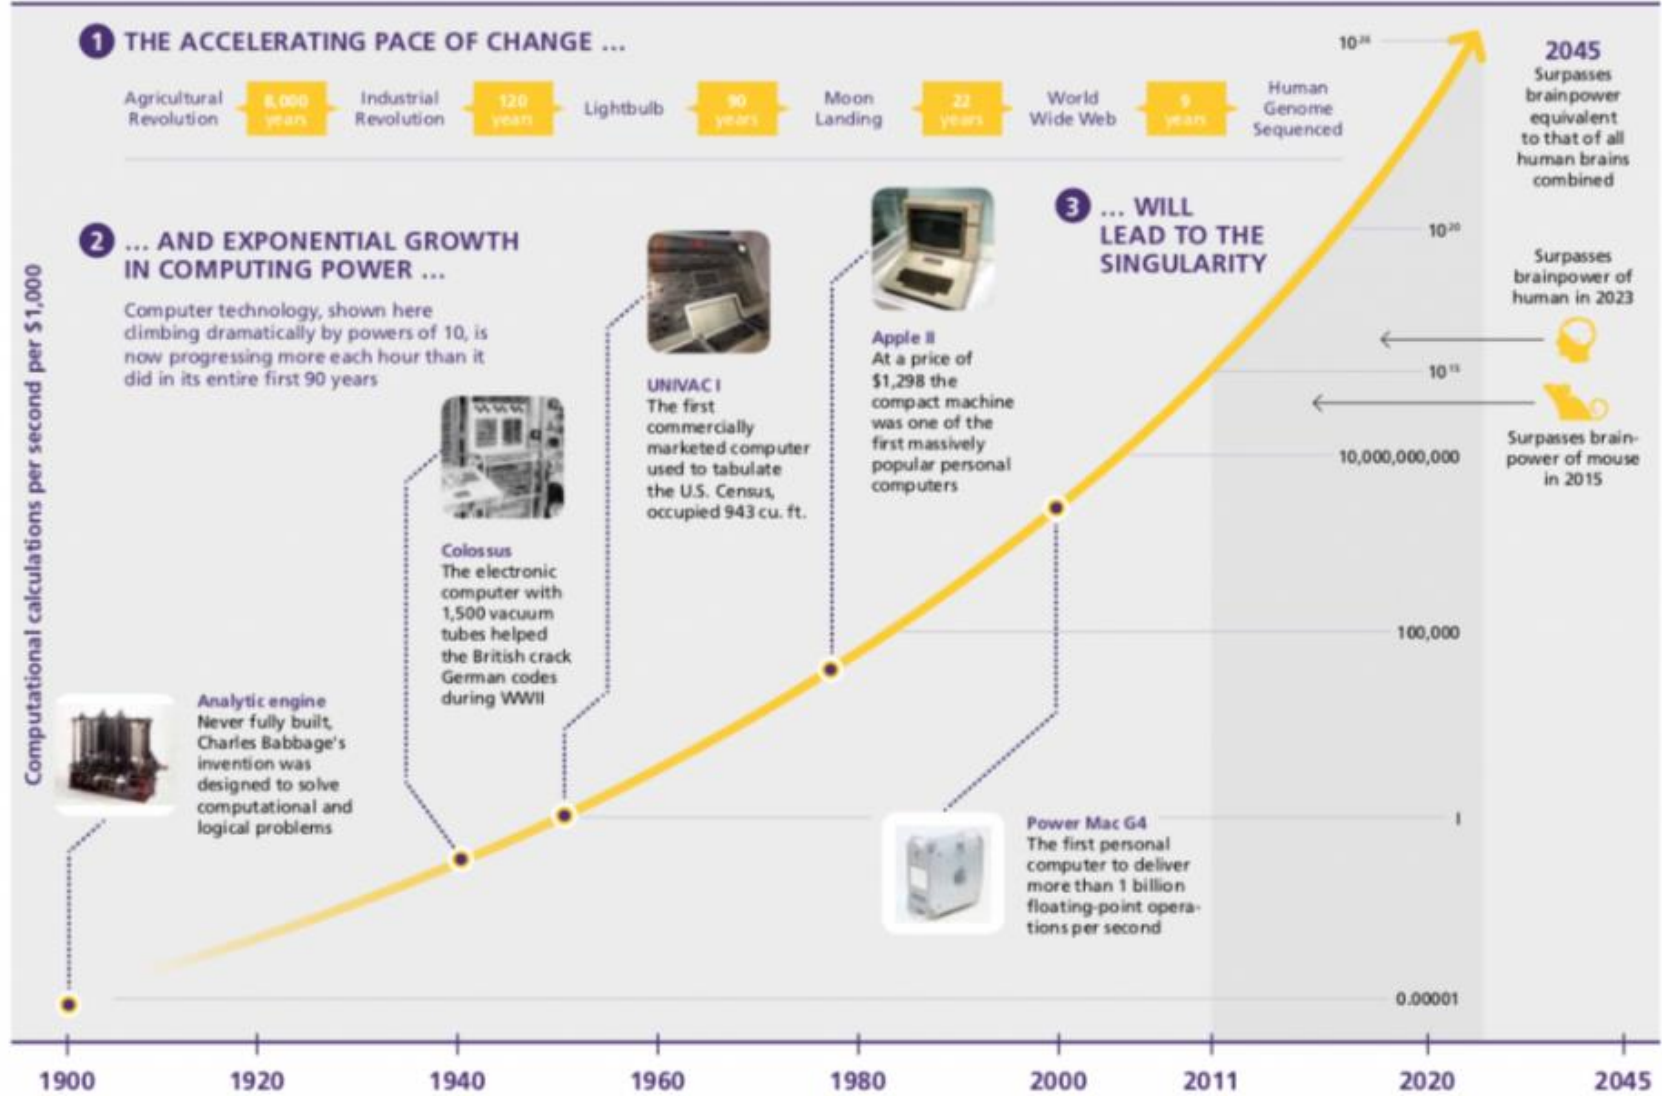 1 THE ACCELERATING PACE OF CHANGE ...
Agricultural
Revolution
8,000
years
Industrial
Revolution
120
years
Lightbulb
90
years
Moon
Landing
22
years
World
Wide Web
9
years
Human
Genome
Sequenced
2 ... AND EXPONENTIAL GROWTH
IN COMPUTING POWER ...
Computer technology, shown here
climbing dramatically by powers of 10, is
now progressing more each hour than it
did in its entire first 90 years
3 ... WILL
LEAD TO THE
SINGULARITY
2045
Surpasses
brainpower
equivalent
to that of all
human brains
combined
Surpasses
brainpower of
human in 2023
Surpasses brain-
power of mouse
in 2015
Computational calculations per second per $1,000
Analytic engine
Never fully built,
Charles Babbage's
invention was
designed to solve
computational and
logical problems
Colossus
The electronic
computer with
1,500 vacuum
tubes helped
the British crack
German codes
during WWII
UNIVAC I
The first
commercially
marketed computer
used to tabulate
the U.S. Census,
occupied 943 cu. ft.
Apple II
At a price of
$1,298 the
compact machine
was one of the
first massively
popular personal
computers
Power Mac G4
The first personal
computer to deliver
more than 1 billion
floating-point opera-
tions per second
10²⁰
10¹⁵
10,000,000,000
100,000
1
0.00001
1900
1920
1940
1960
1980
2000
2011
2020
2045